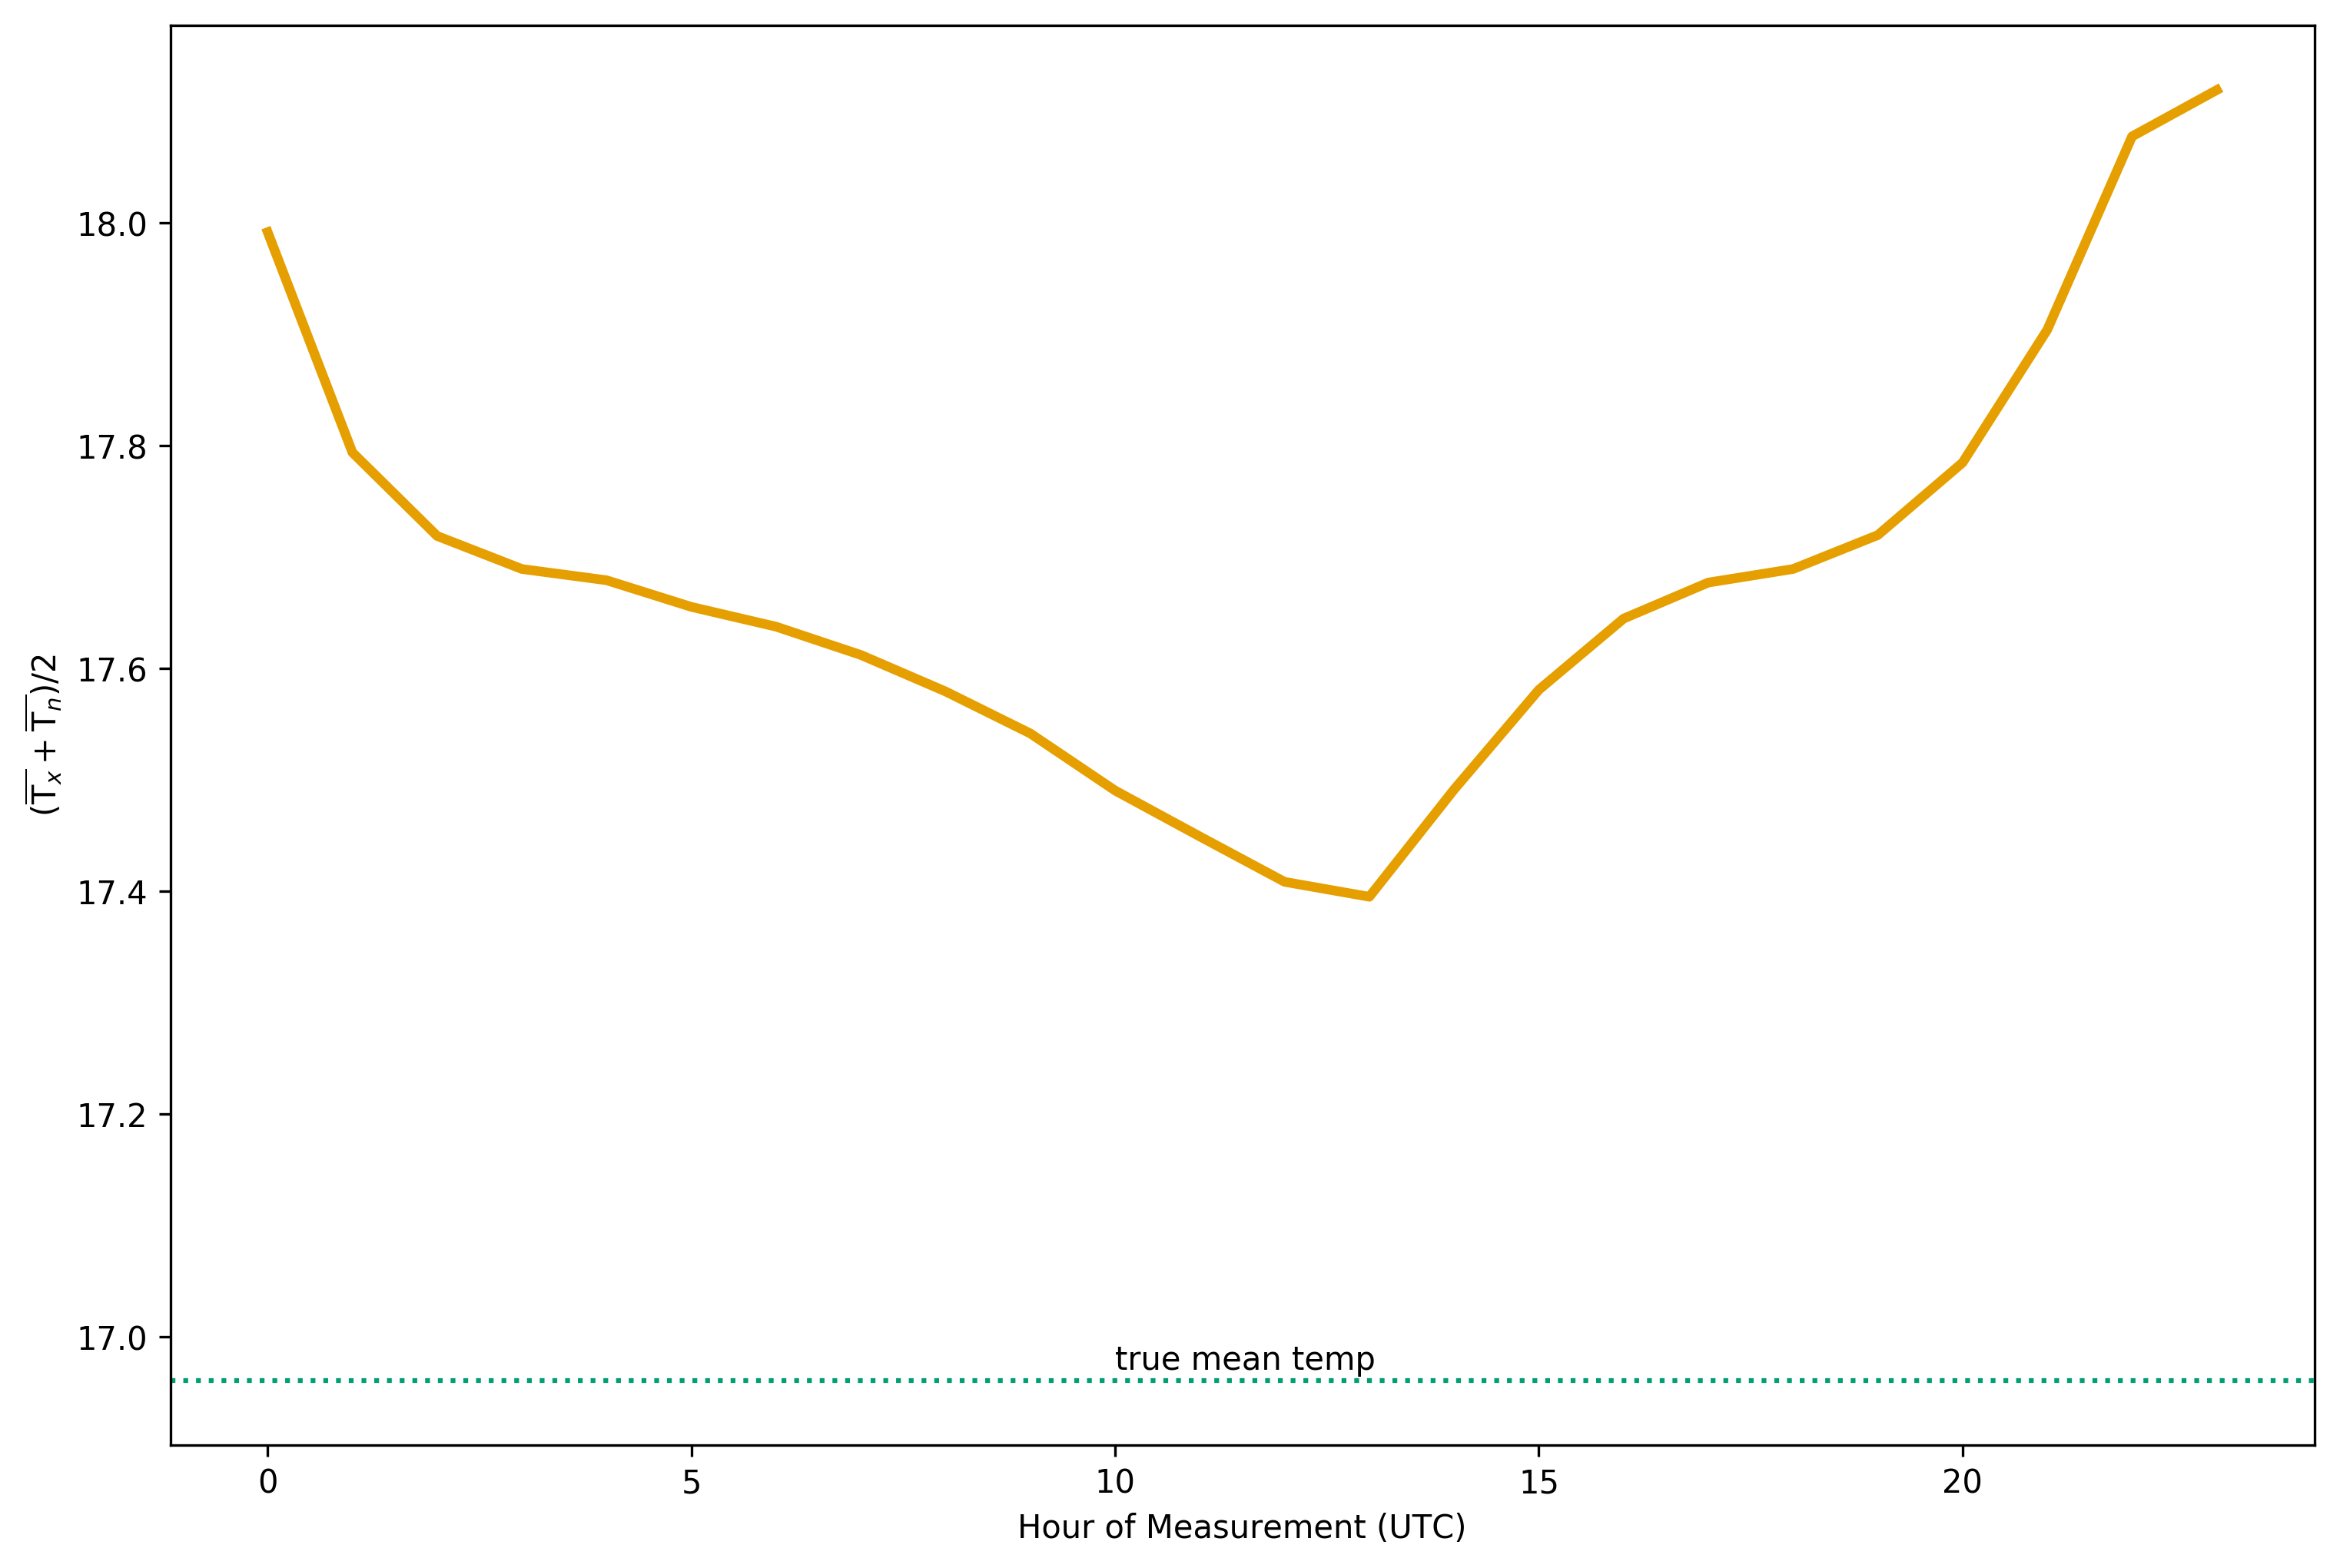 (T̅ₓ + T̅ₙ)/2
18.0
17.8
17.6
17.4
17.2
17.0
true mean temp
0 5 10 15 20
Hour of Measurement (UTC)